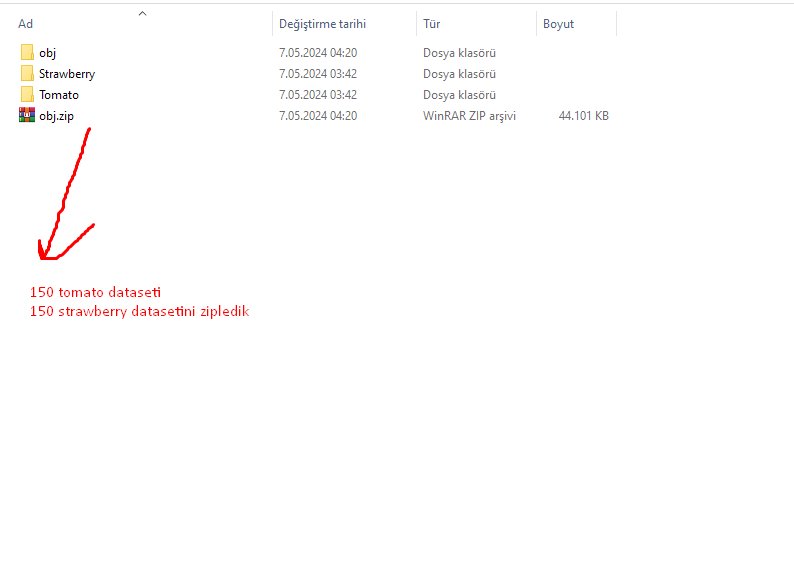 Ad Değiştirme tarihi Tür Boyut
obj 7.05.2024 04:20 Dosya klasörü
Strawberry 7.05.2024 03:42 Dosya klasörü
Tomato 7.05.2024 03:42 Dosya klasörü
obj.zip 7.05.2024 04:20 WinRAR ZIP arşivi 44.101 KB
150 tomato dataseti
150 strawberry datasetini zipledik